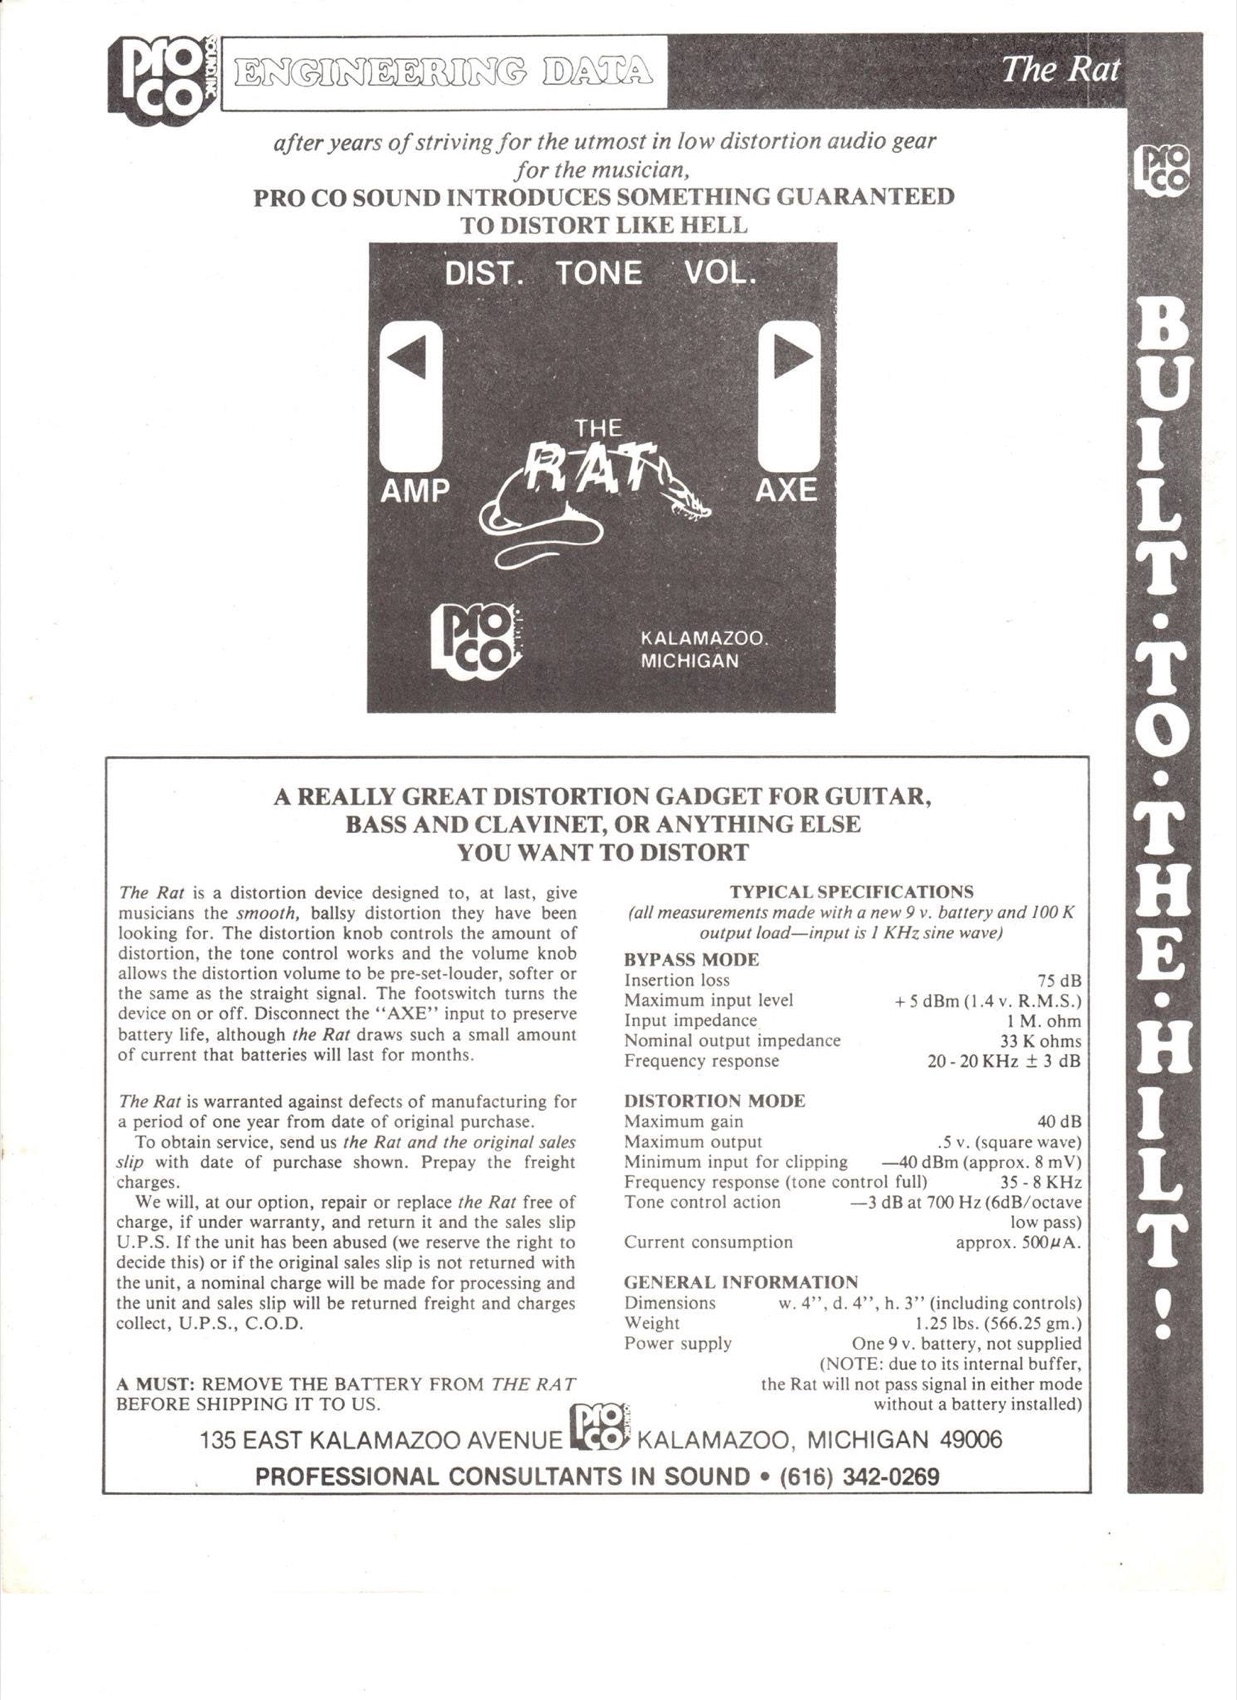 PRO CO SOUND, INC.
ENGINEERING DATA
The Rat
after years of striving for the utmost in low distortion audio gear
for the musician,
PRO CO SOUND INTRODUCES SOMETHING GUARANTEED
TO DISTORT LIKE HELL
DIST. TONE VOL.
AMP
AXE
THE
RAT
PRO CO
KALAMAZOO.
MICHIGAN
PRO CO
BUILT·TO·THE·HILT!
A REALLY GREAT DISTORTION GADGET FOR GUITAR,
BASS AND CLAVINET, OR ANYTHING ELSE
YOU WANT TO DISTORT
The Rat is a distortion device designed to, at last, give
musicians the smooth, ballsy distortion they have been
looking for. The distortion knob controls the amount of
distortion, the tone control works and the volume knob
allows the distortion volume to be pre-set-louder, softer or
the same as the straight signal. The footswitch turns the
device on or off. Disconnect the “AXE” input to preserve
battery life, although the Rat draws such a small amount
of current that batteries will last for months.
The Rat is warranted against defects of manufacturing for
a period of one year from date of original purchase.
To obtain service, send us the Rat and the original sales
slip with date of purchase shown. Prepay the freight
charges.
We will, at our option, repair or replace the Rat free of
charge, if under warranty, and return it and the sales slip
U.P.S. If the unit has been abused (we reserve the right to
decide this) or if the original sales slip is not returned with
the unit, a nominal charge will be made for processing and
the unit and sales slip will be returned freight and charges
collect, U.P.S., C.O.D.
A MUST: REMOVE THE BATTERY FROM THE RAT
BEFORE SHIPPING IT TO US.
TYPICAL SPECIFICATIONS
(all measurements made with a new 9 v. battery and 100 K
output load—input is 1 KHz sine wave)
BYPASS MODE
Insertion loss 75 dB
Maximum input level + 5 dBm (1.4 v. R.M.S.)
Input impedance 1 M. ohm
Nominal output impedance 33 K ohms
Frequency response 20 - 20 KHz ± 3 dB
DISTORTION MODE
Maximum gain 40 dB
Maximum output .5 v. (square wave)
Minimum input for clipping —40 dBm (approx. 8 mV)
Frequency response (tone control full) 35 - 8 KHz
Tone control action —3 dB at 700 Hz (6dB/octave
low pass)
Current consumption approx. 500µA.
GENERAL INFORMATION
Dimensions w. 4’’, d. 4’’, h. 3’’ (including controls)
Weight 1.25 lbs. (566.25 gm.)
Power supply One 9 v. battery, not supplied
(NOTE: due to its internal buffer,
the Rat will not pass signal in either mode
without a battery installed)
135 EAST KALAMAZOO AVENUE PRO CO KALAMAZOO, MICHIGAN 49006
PROFESSIONAL CONSULTANTS IN SOUND • (616) 342-0269